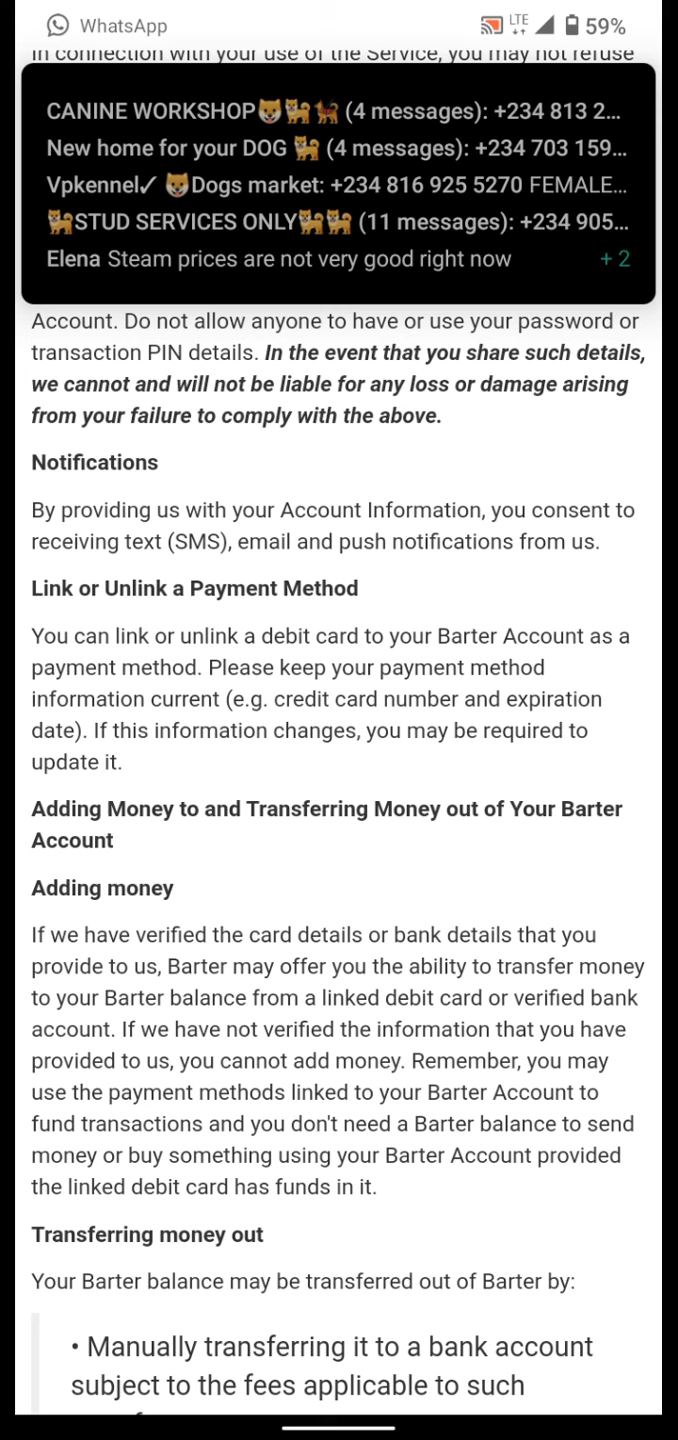 WhatsApp LTE 59%
in connection with your use of the Service, you may not refuse
CANINE WORKSHOP🐶🐕🐕‍🦺 (4 messages): +234 813 2...
New home for your DOG 🐕 (4 messages): +234 703 159...
Vpkennel✓ 🐶Dogs market: +234 816 925 5270 FEMALE...
🐕STUD SERVICES ONLY🐕🐕 (11 messages): +234 905...
Elena Steam prices are not very good right now + 2
Account. Do not allow anyone to have or use your password or
transaction PIN details. In the event that you share such details,
we cannot and will not be liable for any loss or damage arising
from your failure to comply with the above.
Notifications
By providing us with your Account Information, you consent to
receiving text (SMS), email and push notifications from us.
Link or Unlink a Payment Method
You can link or unlink a debit card to your Barter Account as a
payment method. Please keep your payment method
information current (e.g. credit card number and expiration
date). If this information changes, you may be required to
update it.
Adding Money to and Transferring Money out of Your Barter
Account
Adding money
If we have verified the card details or bank details that you
provide to us, Barter may offer you the ability to transfer money
to your Barter balance from a linked debit card or verified bank
account. If we have not verified the information that you have
provided to us, you cannot add money. Remember, you may
use the payment methods linked to your Barter Account to
fund transactions and you don't need a Barter balance to send
money or buy something using your Barter Account provided
the linked debit card has funds in it.
Transferring money out
Your Barter balance may be transferred out of Barter by:
• Manually transferring it to a bank account
subject to the fees applicable to such